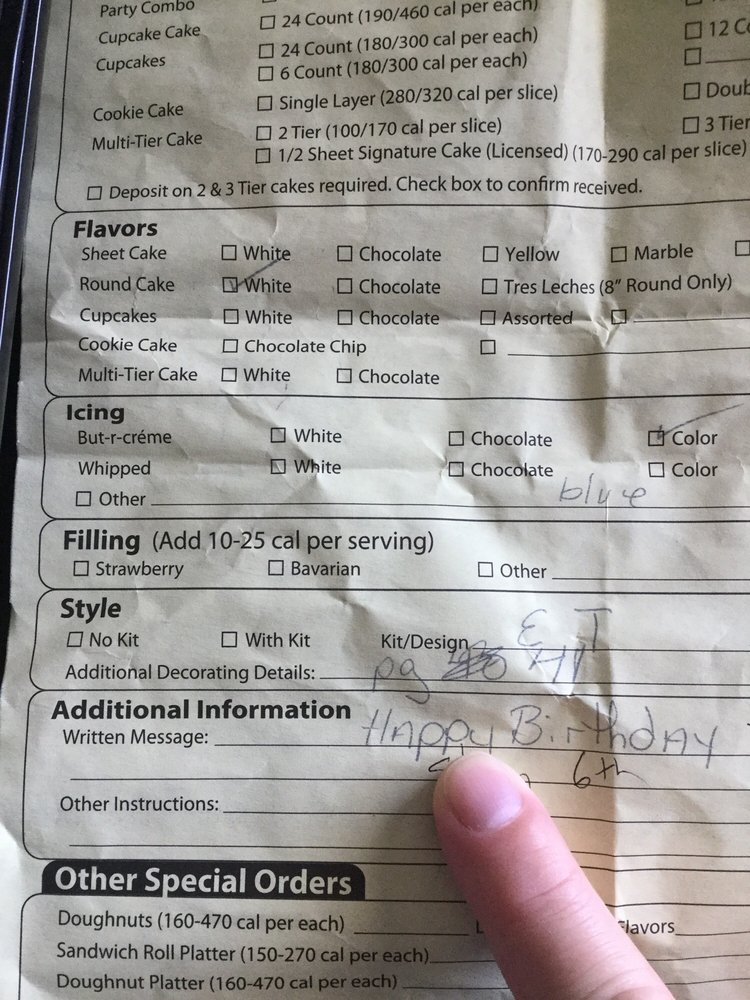 Party Combo
Cupcake Cake ☐ 24 Count (190/460 cal per each)
Cupcakes ☐ 24 Count (180/300 cal per each) ☐ 12 C
☐ 6 Count (180/300 cal per each) ☐
Cookie Cake ☐ Single Layer (280/320 cal per slice) ☐ Doub
Multi-Tier Cake ☐ 2 Tier (100/170 cal per slice) ☐ 3 Tier
☐ 1/2 Sheet Signature Cake (Licensed) (170-290 cal per slice)
☐ Deposit on 2 & 3 Tier cakes required. Check box to confirm received.
Flavors
Sheet Cake ☐ White ☐ Chocolate ☐ Yellow ☐ Marble ☐
Round Cake ☑ White ☐ Chocolate ☐ Tres Leches (8” Round Only)
Cupcakes ☐ White ☐ Chocolate ☐ Assorted ☐
Cookie Cake ☐ Chocolate Chip ☐
Multi-Tier Cake ☐ White ☐ Chocolate
Icing
But-r-créme ☐ White ☐ Chocolate ☑ Color
Whipped ☐ White ☐ Chocolate ☐ Color
☐ Other blue
Filling (Add 10-25 cal per serving)
☐ Strawberry ☐ Bavarian ☐ Other
Style
☐ No Kit ☐ With Kit Kit/Design E T
Additional Decorating Details: pg 41
Additional Information
Written Message: Happy Birthday
6th
Other Instructions:
Other Special Orders
Doughnuts (160-470 cal per each) Flavors
Sandwich Roll Platter (150-270 cal per each)
Doughnut Platter (160-470 cal per each)